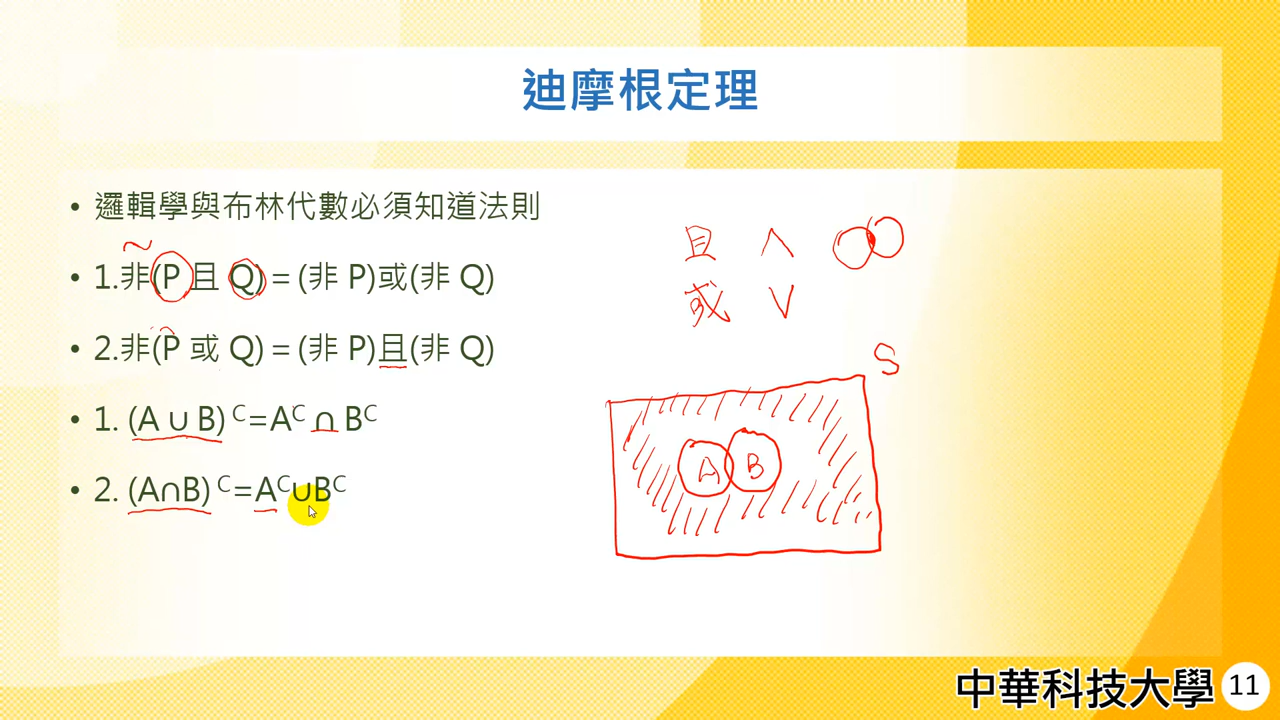 迪摩根定理
• 邏輯學與布林代數必須知道法則
~
• 1.非(P 且 Q) = (非 P)或(非 Q)
• 2.非(P 或 Q) = (非 P)且(非 Q)
• 1. (A ∪ B) ᶜ=Aᶜ ∩ Bᶜ
• 2. (A∩B) ᶜ=Aᶜ∪Bᶜ
且 ∧
或 ∨
S
A B
中華科技大學 11